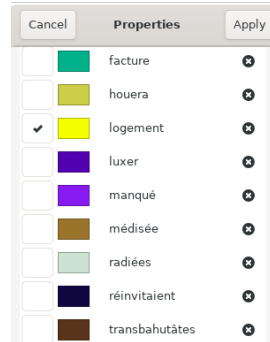 Cancel Properties Apply
facture
houera
logement
luxer
manqué
médisée
radiées
réinvitaient
transbahutâtes